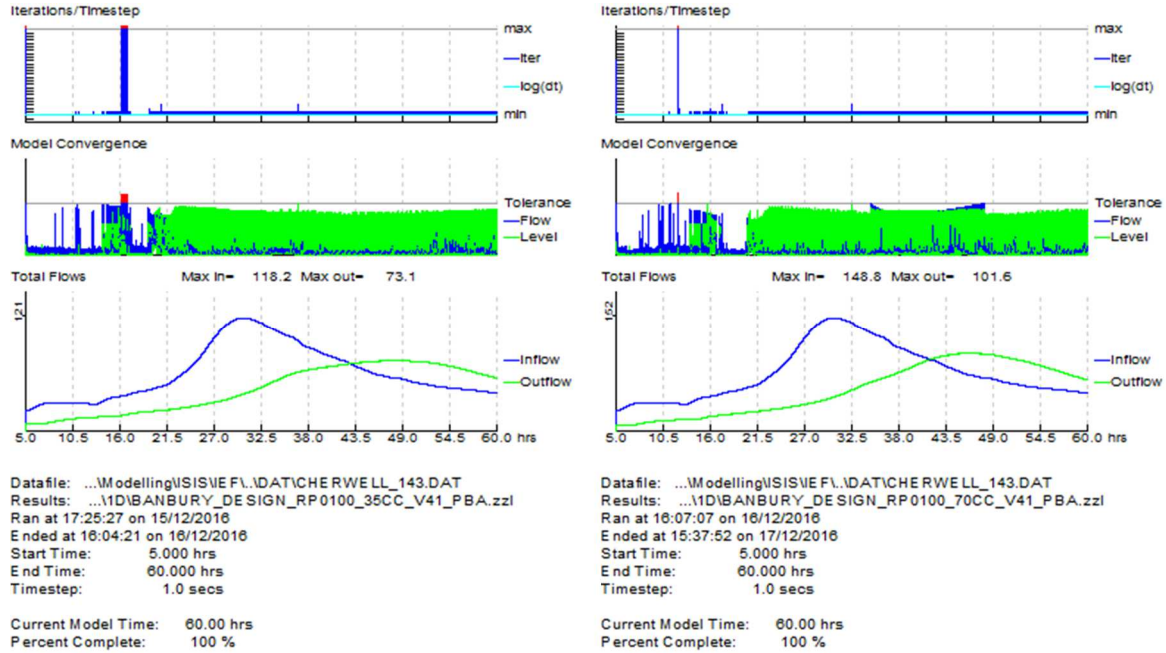 Iterations/Timestep
max
Iter
log(dt)
min
Model Convergence
Tolerance
Flow
Level
Total Flows Max in= 118.2 Max out= 73.1
121
Inflow
Outflow
5.0 10.5 16.0 21.5 27.0 32.5 38.0 43.5 49.0 54.5 60.0 hrs
Datafile: ...\Modelling\ISIS\IEF\..\DAT\CHERWELL_143.DAT
Results: ...\1D\BANBURY_DESIGN_RP0100_35CC_V41_PBA.zzl
Ran at 17:25:27 on 15/12/2016
Ended at 16:04:21 on 16/12/2016
Start Time: 5.000 hrs
End Time: 60.000 hrs
Timestep: 1.0 secs
Current Model Time: 60.00 hrs
Percent Complete: 100 %
Iterations/Timestep
max
Iter
log(dt)
min
Model Convergence
Tolerance
Flow
Level
Total Flows Max in= 148.8 Max out= 101.6
152
Inflow
Outflow
5.0 10.5 16.0 21.5 27.0 32.5 38.0 43.5 49.0 54.5 60.0 hrs
Datafile: ...\Modelling\ISIS\IEF\..\DAT\CHERWELL_143.DAT
Results: ...\1D\BANBURY_DESIGN_RP0100_70CC_V41_PBA.zzl
Ran at 16:07:07 on 16/12/2016
Ended at 15:37:52 on 17/12/2016
Start Time: 5.000 hrs
End Time: 60.000 hrs
Timestep: 1.0 secs
Current Model Time: 60.00 hrs
Percent Complete: 100 %